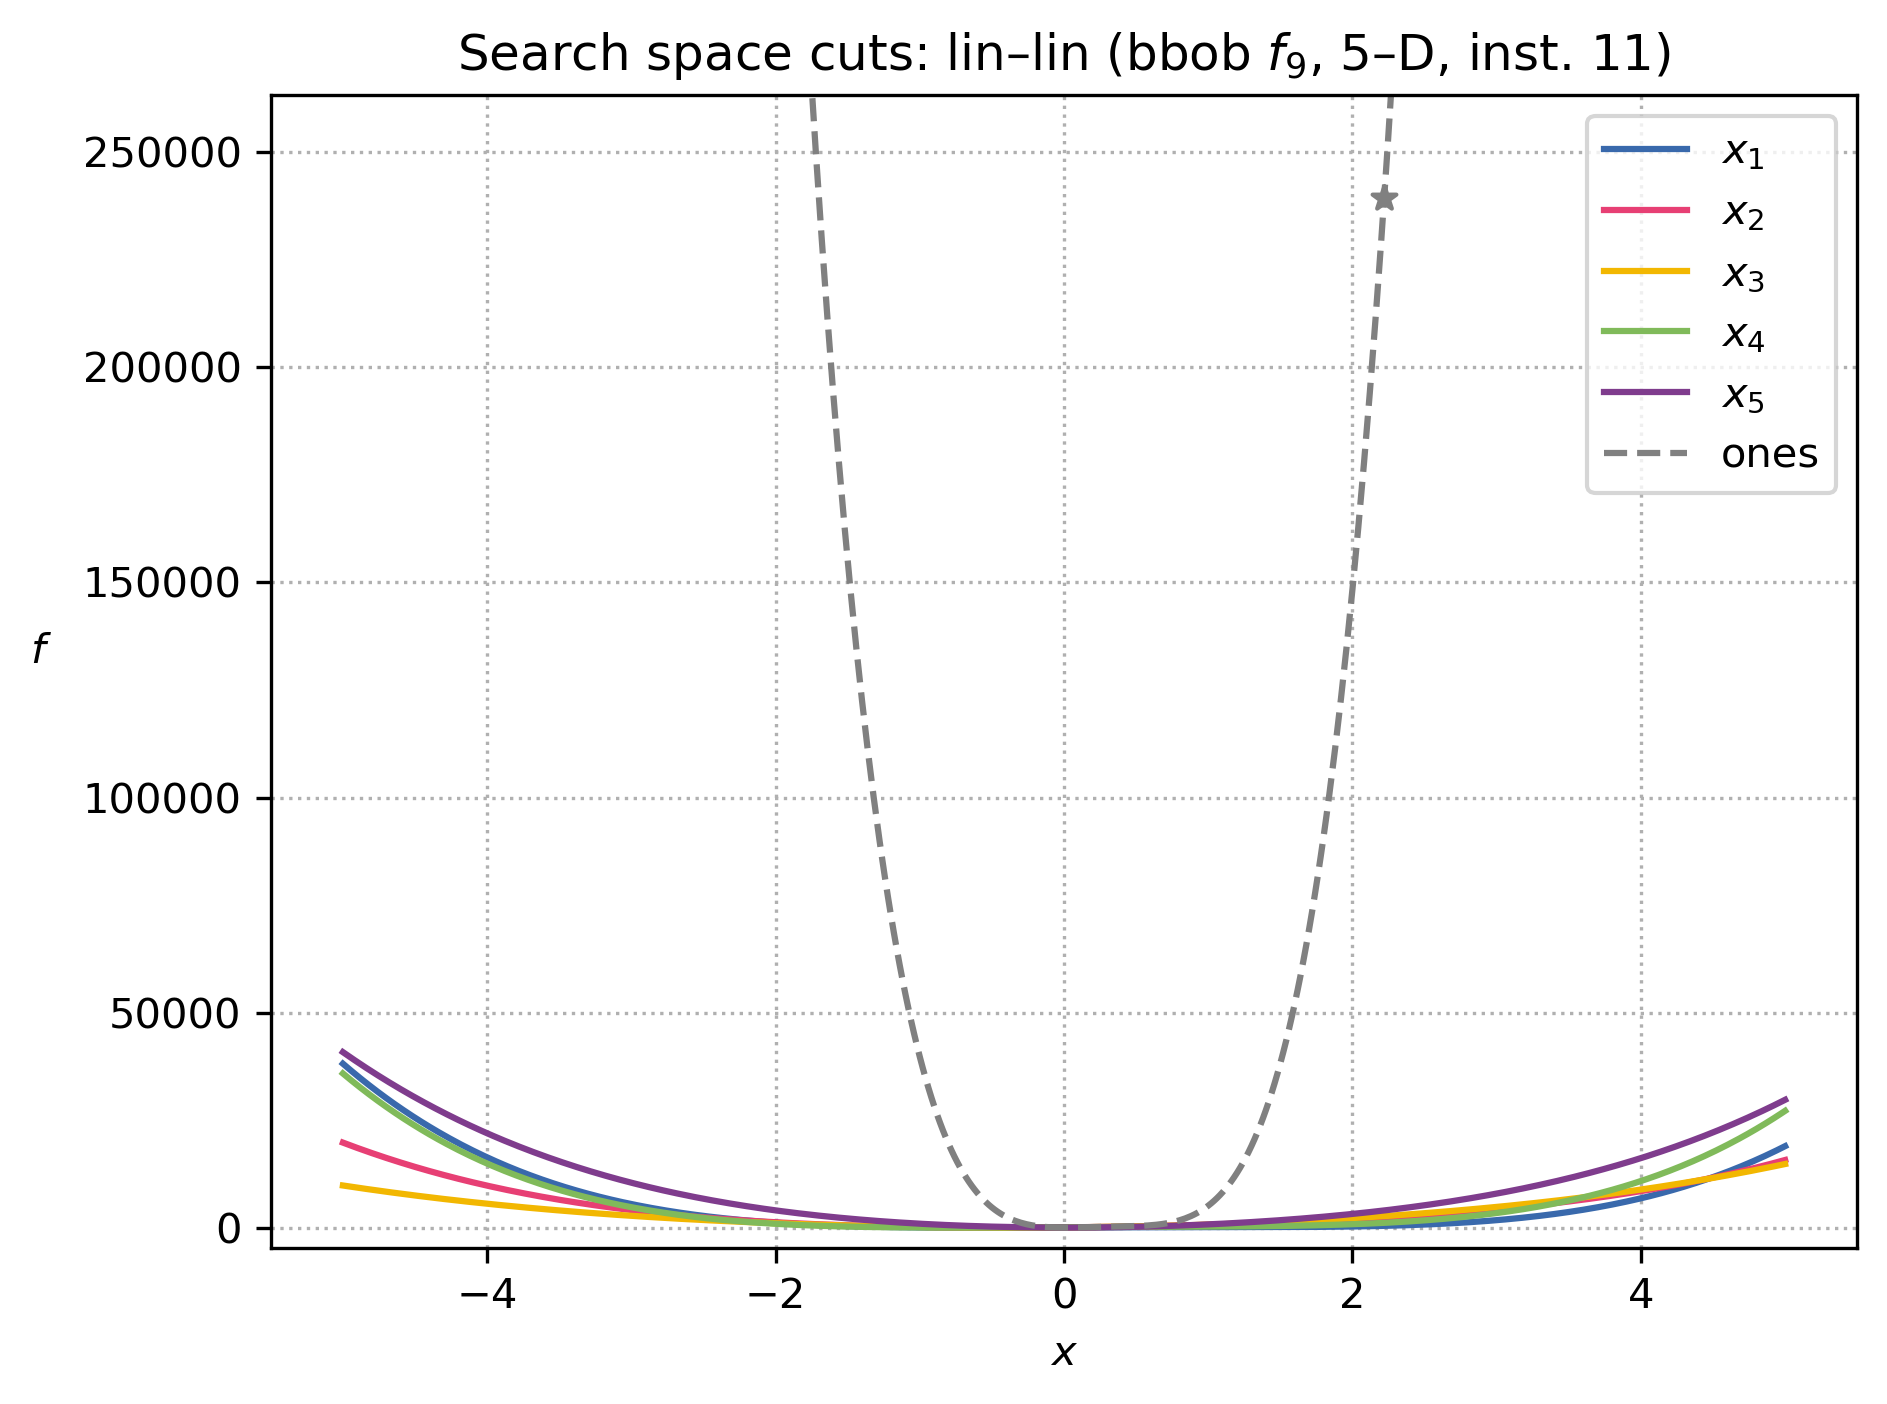 Search space cuts: lin–lin (bbob f₉, 5–D, inst. 11)
250000
200000
150000
100000
50000
0
f
−4
−2
0
2
4
x
x₁
x₂
x₃
x₄
x₅
ones